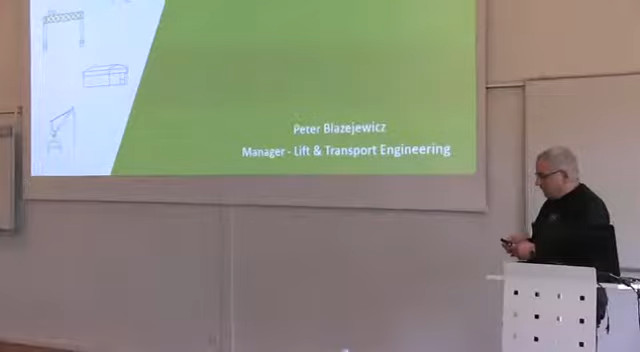 Peter Blazejewicz
Manager - Lift & Transport Engineering